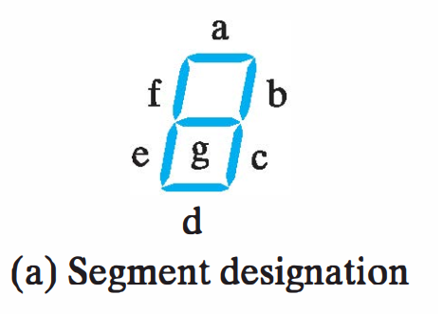 a
f b
e g c
d
(a) Segment designation